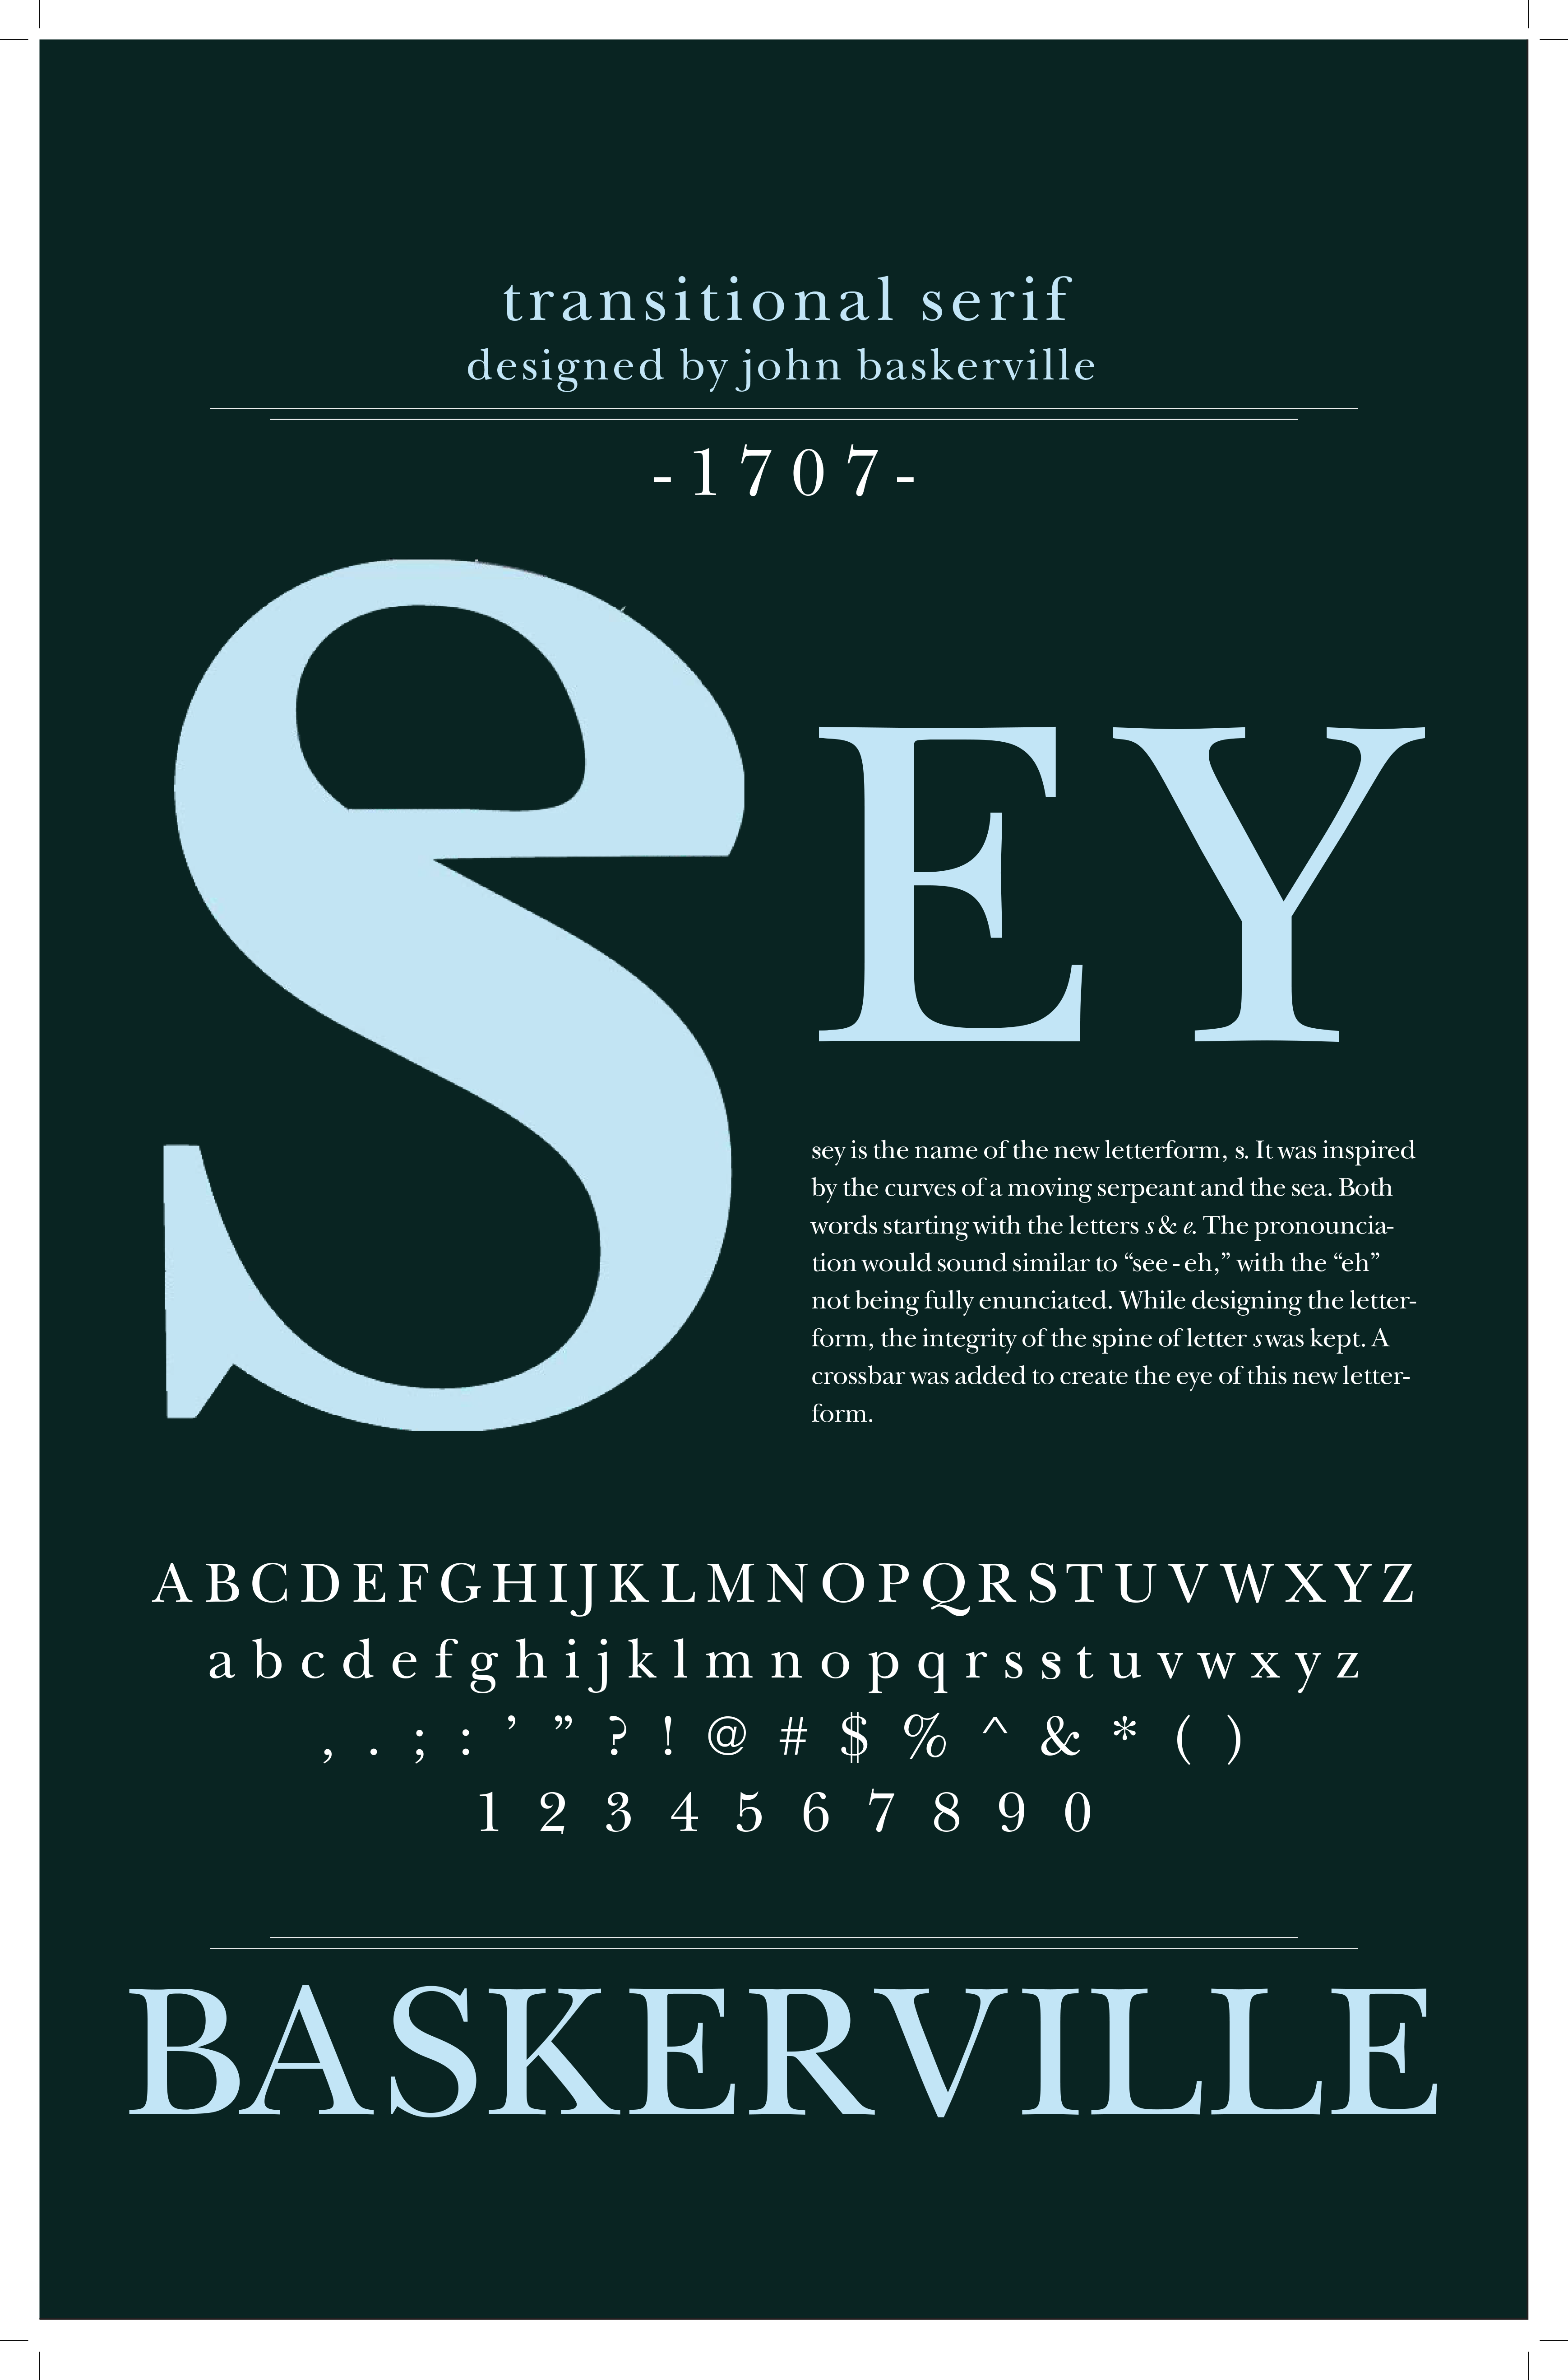 transitional serif
designed by john baskerville
-1707-
SEY
sey is the name of the new letterform, s. It was inspired
by the curves of a moving serpeant and the sea. Both
words starting with the letters s & e. The pronouncia-
tion would sound similar to “see - eh,” with the “eh”
not being fully enunciated. While designing the letter-
form, the integrity of the spine of letter s was kept. A
crossbar was added to create the eye of this new letter-
form.
A B C D E F G H I J K L M N O P Q R S T U V W X Y Z
a b c d e f g h i j k l m n o p q r s s t u v w x y z
, . ; : ’ ” ? ! @ # $ % ^ & * ( )
1 2 3 4 5 6 7 8 9 0
BASKERVILLE